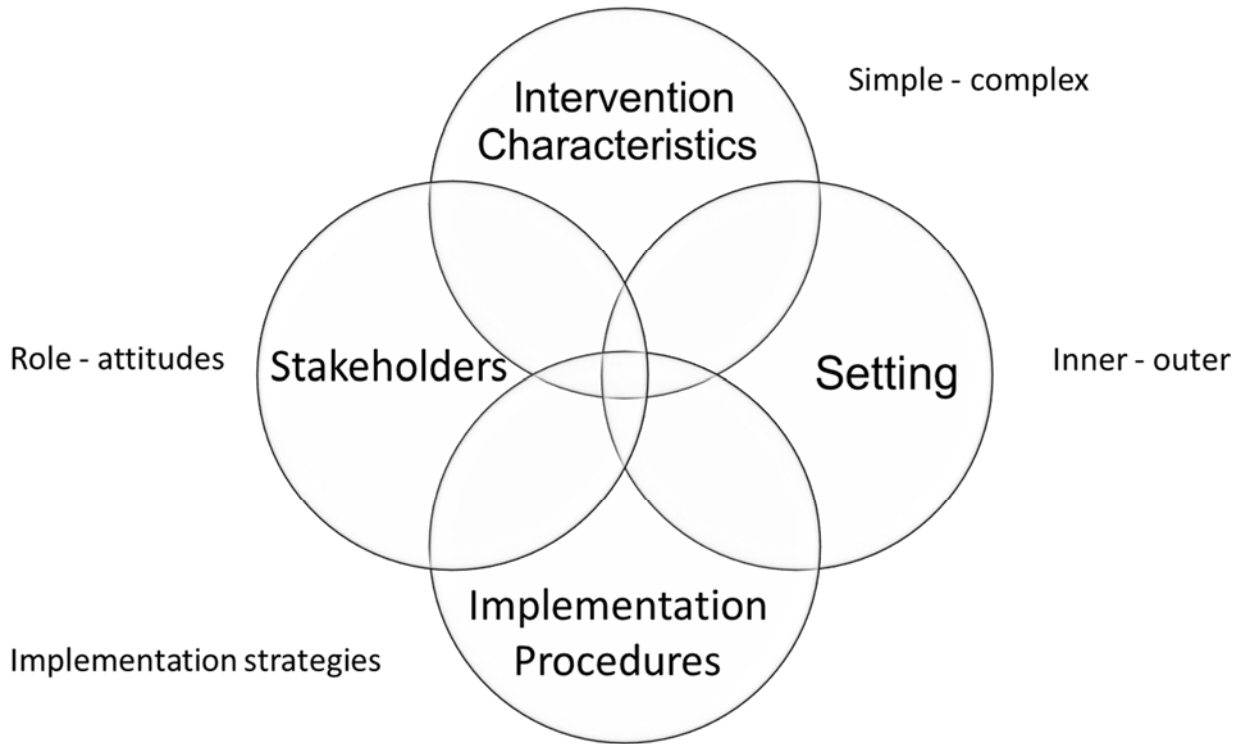 Intervention
Characteristics
Simple - complex
Role - attitudes
Stakeholders
Setting
Inner - outer
Implementation
Procedures
Implementation strategies